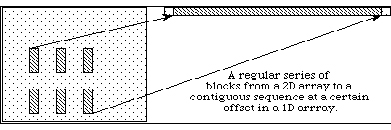 A regular series of
blocks from a 2D array to a
contiguous sequence at a certain
offset in a 1D array.